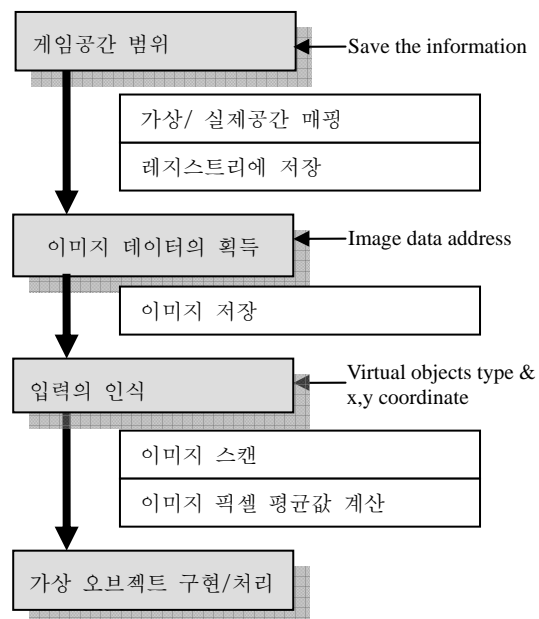 게임공간 범위
Save the information
가상/ 실제공간 매핑
레지스트리에 저장
이미지 데이터의 획득
Image data address
이미지 저장
입력의 인식
Virtual objects type &
x,y coordinate
이미지 스캔
이미지 픽셀 평균값 계산
가상 오브젝트 구현/처리